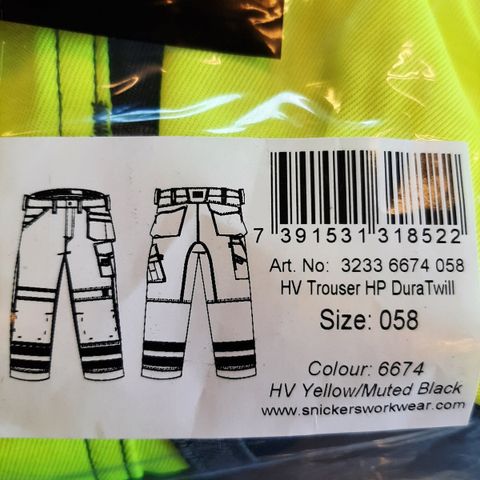 7 391531 318522
Art. No: 3233 6674 058
HV Trouser HP DuraTwill
Size: 058
Colour: 6674
HV Yellow/Muted Black
www.snickersworkwear.com